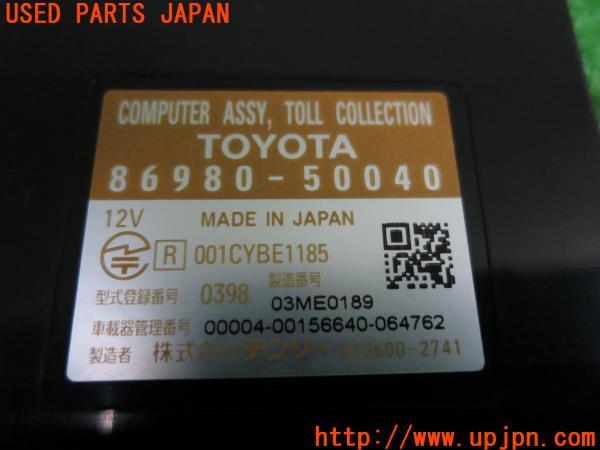 USED PARTS JAPAN
COMPUTER ASSY, TOLL COLLECTION
TOYOTA
86980-50040
12V MADE IN JAPAN
R 001CYBE1185
型式登録番号 0398 製造番号 03ME0189
車載器管理番号 00004-00156640-064762
製造者 株式会社デンソー 412600-2741
http://www.upjpn.com